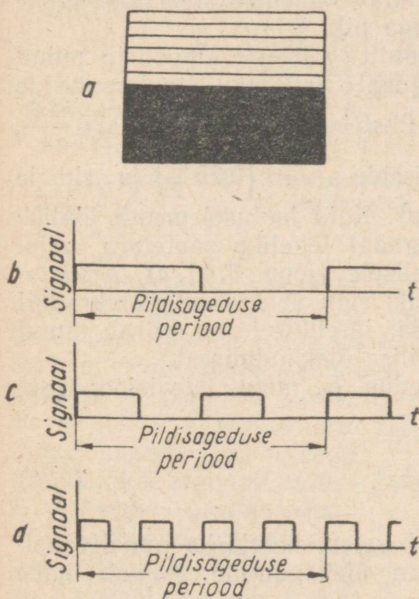 a
b
Signaal
Pildisageduse
periood
t
c
Signaal
Pildisageduse
periood
t
d
Signaal
Pildisageduse
periood
t